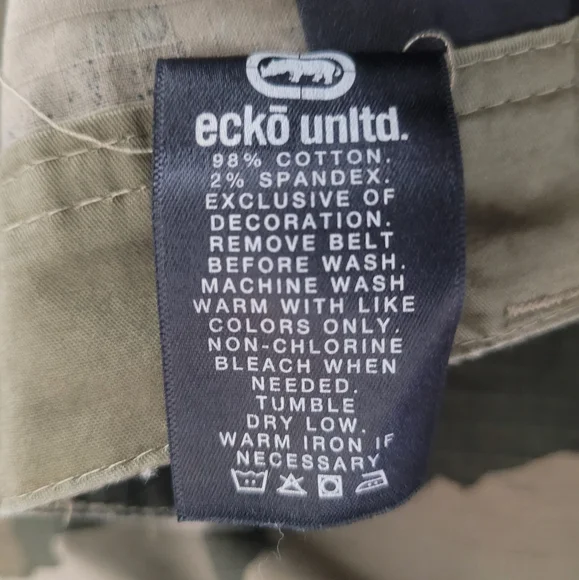 eckō unltd.
98% COTTON.
2% SPANDEX.
EXCLUSIVE OF
DECORATION.
REMOVE BELT
BEFORE WASH.
MACHINE WASH
WARM WITH LIKE
COLORS ONLY.
NON-CHLORINE
BLEACH WHEN
NEEDED.
TUMBLE
DRY LOW.
WARM IRON IF
NECESSARY